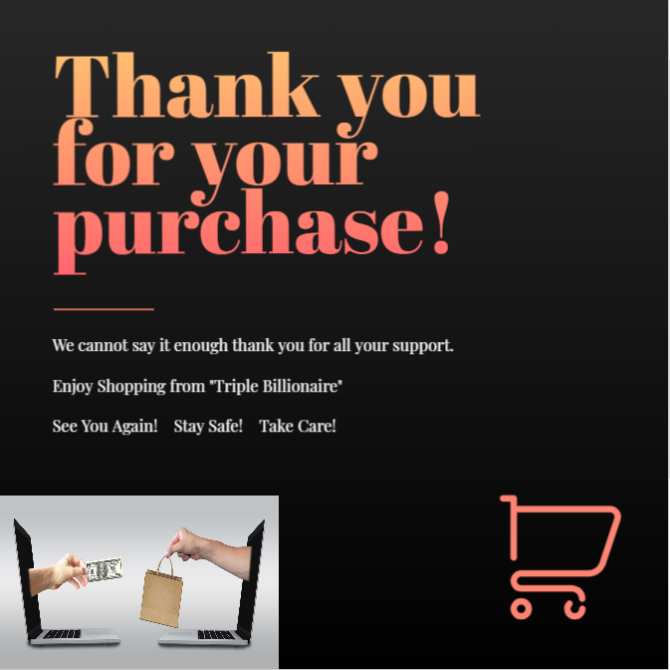 Thank you
for your
purchase!
We cannot say it enough thank you for all your support.
Enjoy Shopping from "Triple Billionaire"
See You Again! Stay Safe! Take Care!